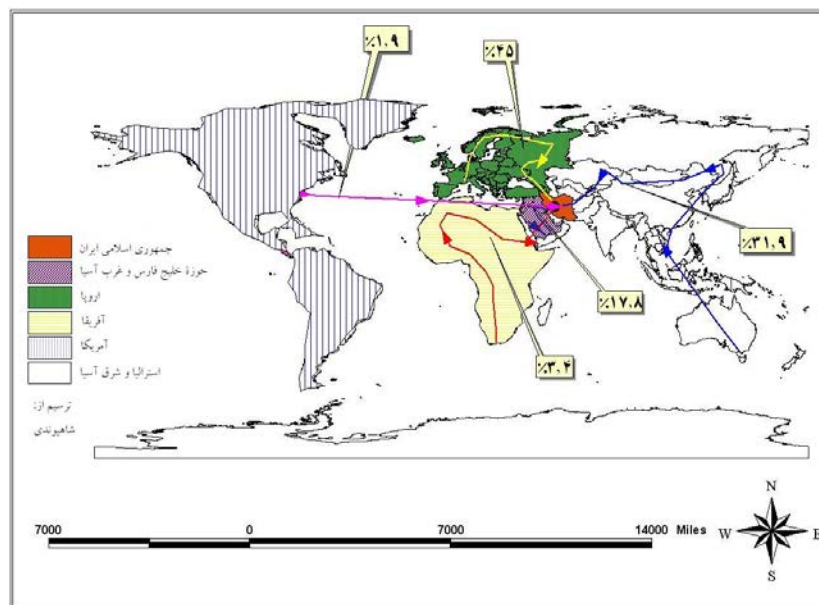 ٪۱.۹
٪۴۵
٪۳۱.۹
٪۱۷.۸
٪۳.۴
جمهوری اسلامی ایران
حوزهٔ خلیج فارس و غرب آسیا
اروپا
آفریقا
آمریکا
استرالیا و شرق آسیا
ترسیم از:
شاهیوندی
7000 0 7000 14000 Miles
N
W E
S